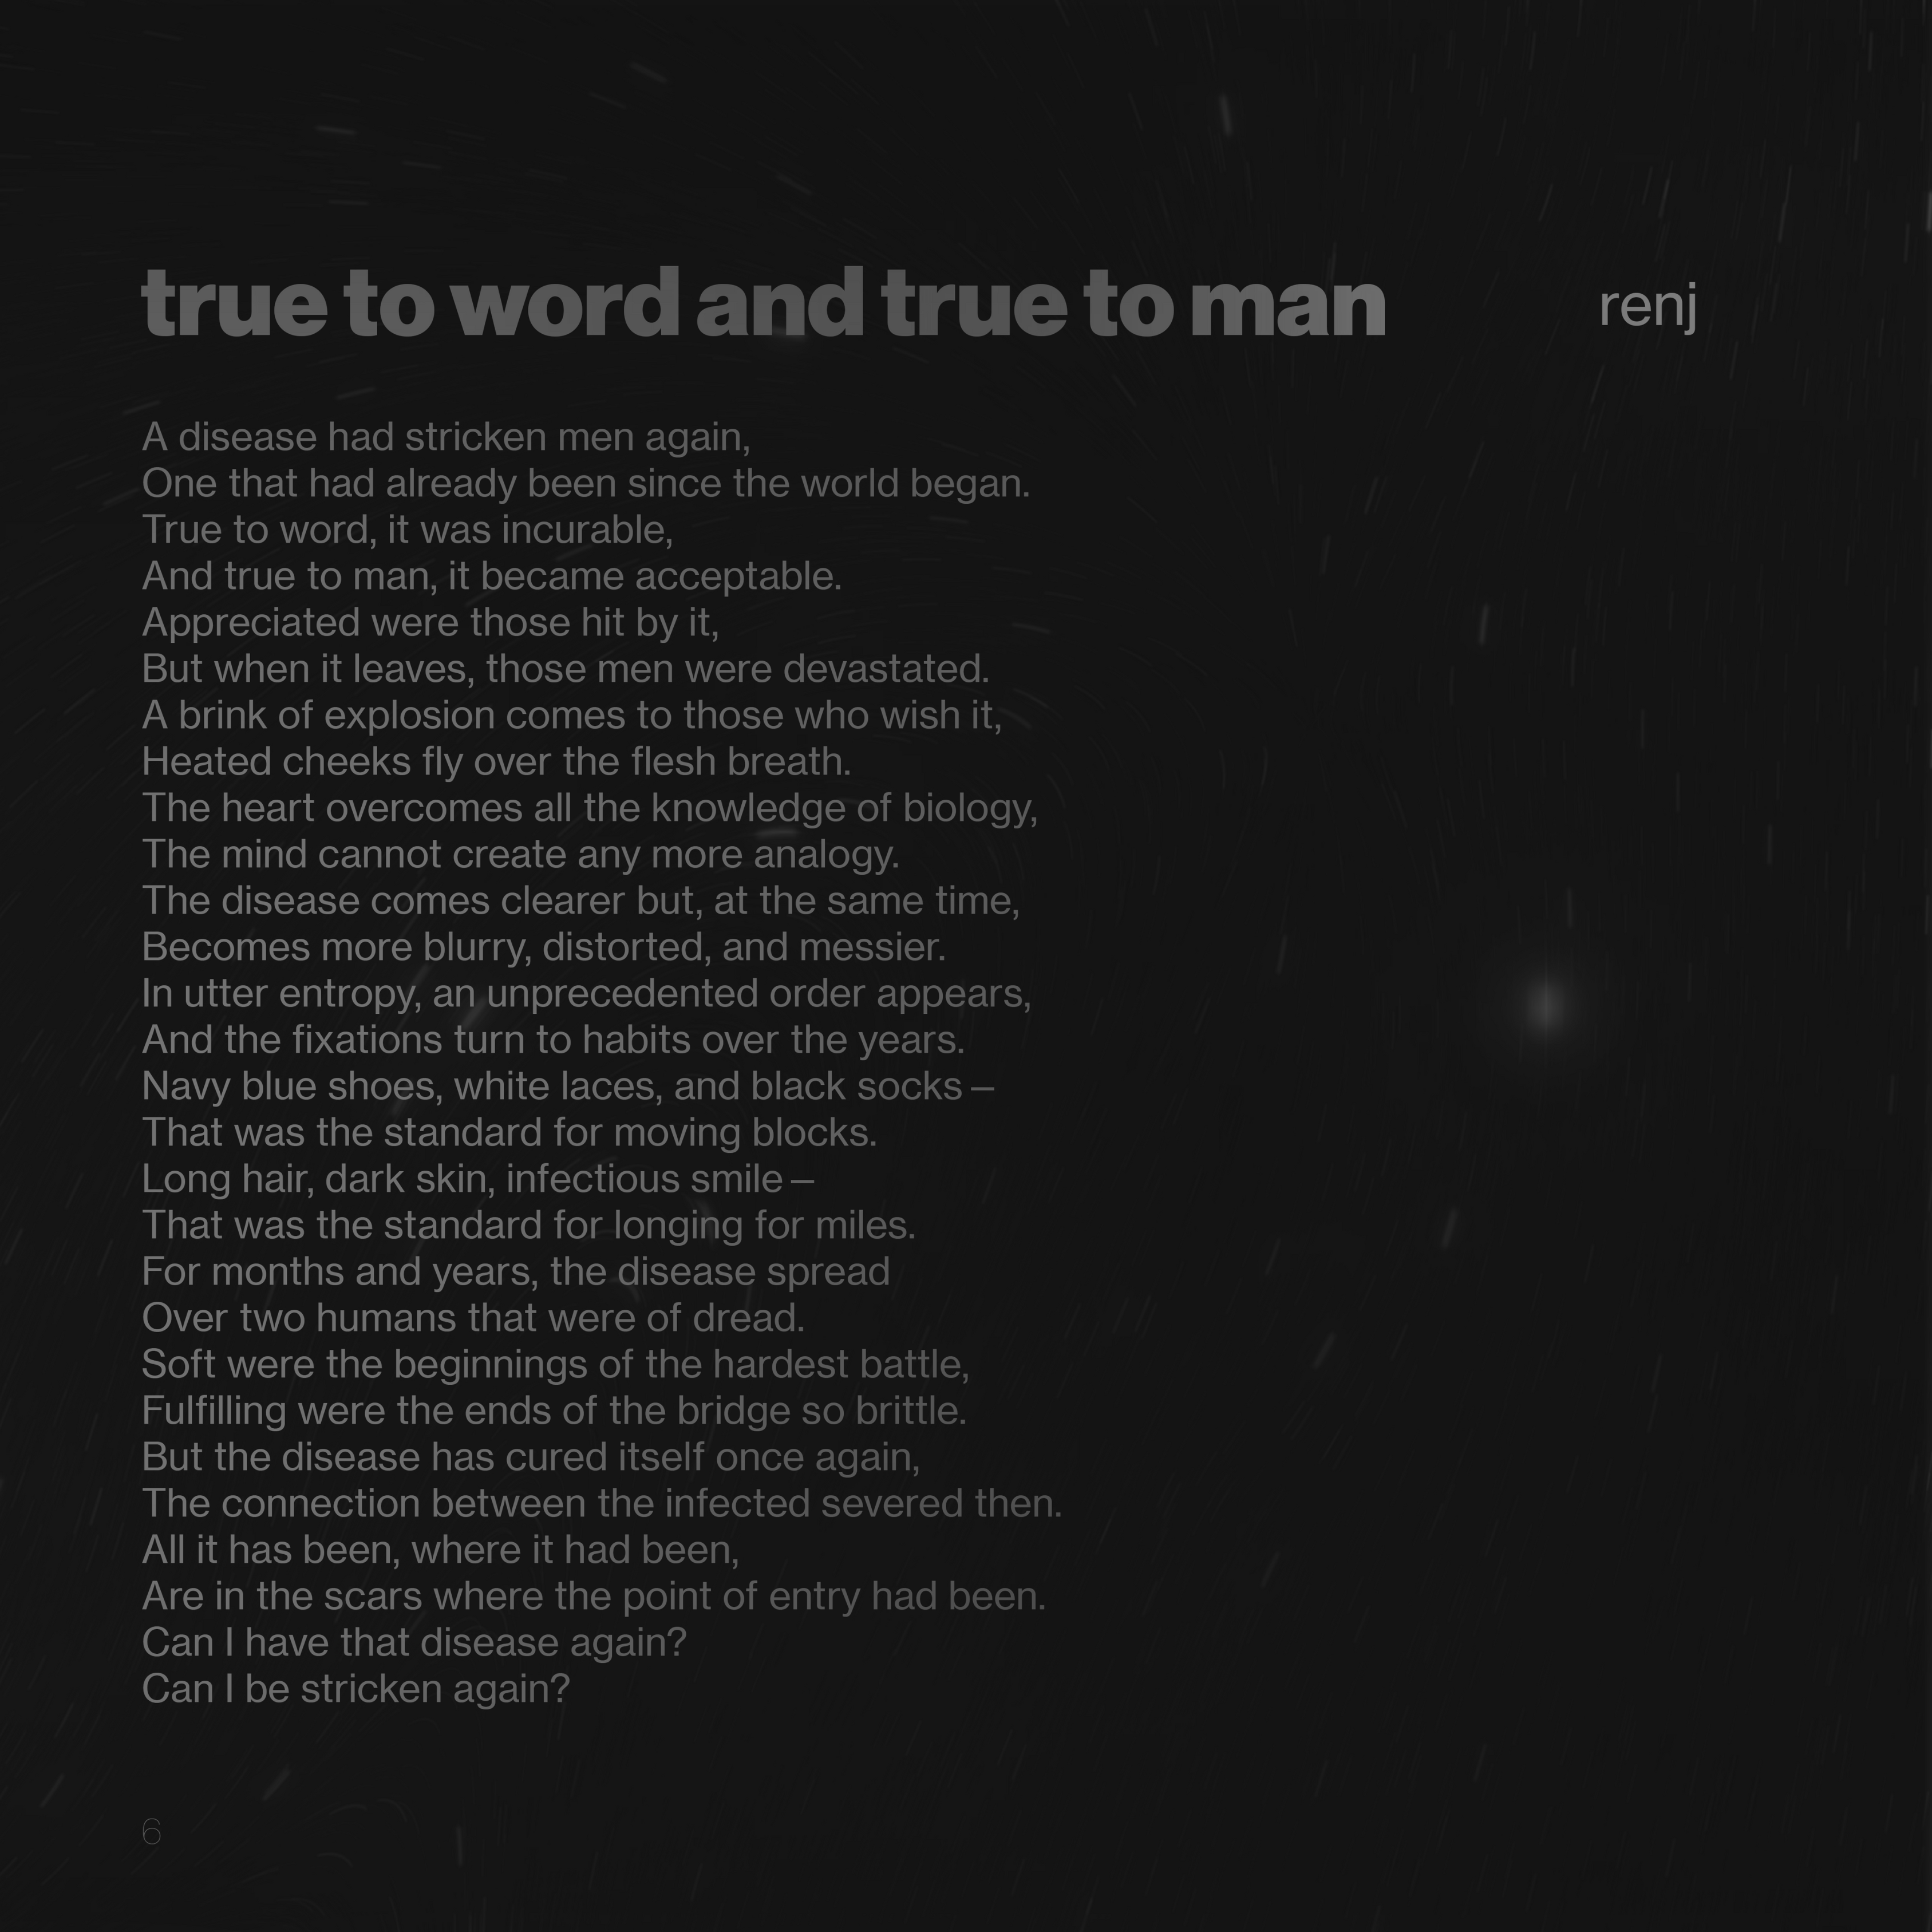 true to word and true to man
renj
A disease had stricken men again,
One that had already been since the world began.
True to word, it was incurable,
And true to man, it became acceptable.
Appreciated were those hit by it,
But when it leaves, those men were devastated.
A brink of explosion comes to those who wish it,
Heated cheeks fly over the flesh breath.
The heart overcomes all the knowledge of biology,
The mind cannot create any more analogy.
The disease comes clearer but, at the same time,
Becomes more blurry, distorted, and messier.
In utter entropy, an unprecedented order appears,
And the fixations turn to habits over the years.
Navy blue shoes, white laces, and black socks –
That was the standard for moving blocks.
Long hair, dark skin, infectious smile –
That was the standard for longing for miles.
For months and years, the disease spread
Over two humans that were of dread.
Soft were the beginnings of the hardest battle,
Fulfilling were the ends of the bridge so brittle.
But the disease has cured itself once again,
The connection between the infected severed then.
All it has been, where it had been,
Are in the scars where the point of entry had been.
Can I have that disease again?
Can I be stricken again?
6